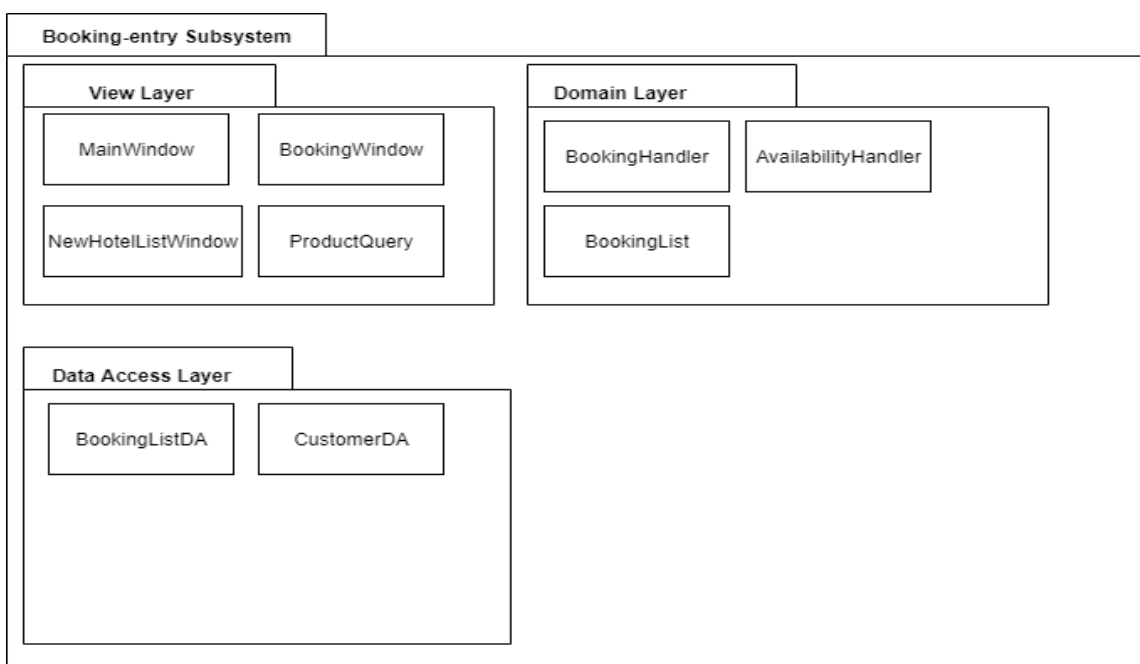 Booking-entry Subsystem
View Layer
MainWindow
BookingWindow
NewHotelListWindow
ProductQuery
Domain Layer
BookingHandler
AvailabilityHandler
BookingList
Data Access Layer
BookingListDA
CustomerDA